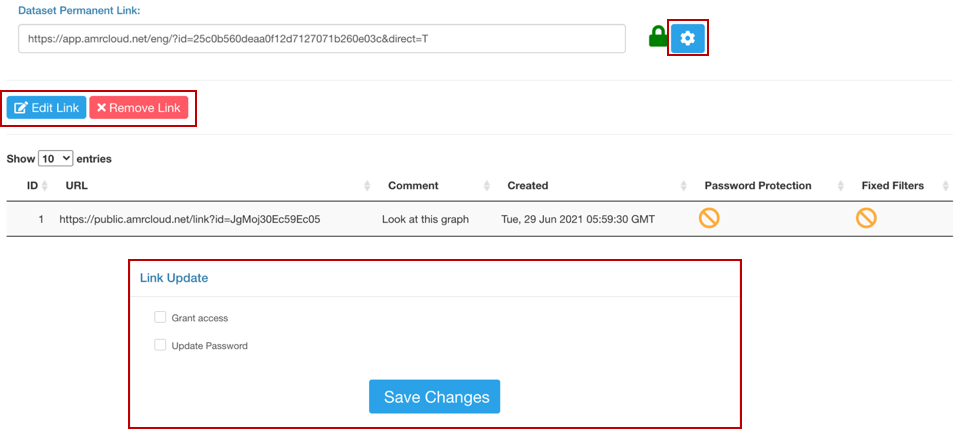 Dataset Permanent Link:
https://app.amrcloud.net/eng/?id=25c0b560deaa0f12d7127071b260e03c&direct=T
Edit Link
Remove Link
Show 10 entries
ID URL Comment Created Password Protection Fixed Filters
1 https://public.amrcloud.net/link?id=JgMoj30Ec59Ec05 Look at this graph Tue, 29 Jun 2021 05:59:30 GMT
Link Update
Grant access
Update Password
Save Changes